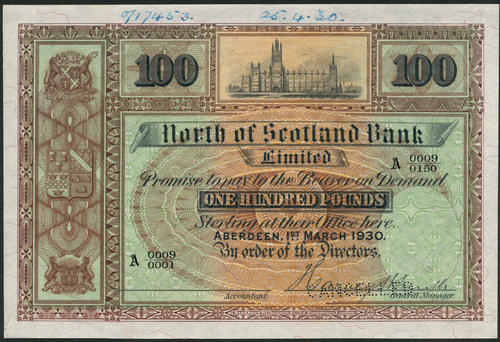 9/17453. 25.4.30.
100 100
North of Scotland Bank
Limited
A 0009
0150
Promise to pay to the Bearer on Demand
ONE HUNDRED POUNDS
Sterling at their Office here.
ABERDEEN, 1ST MARCH 1930.
A 0009
0001
By order of the Directors.
Accountant. General Manager.